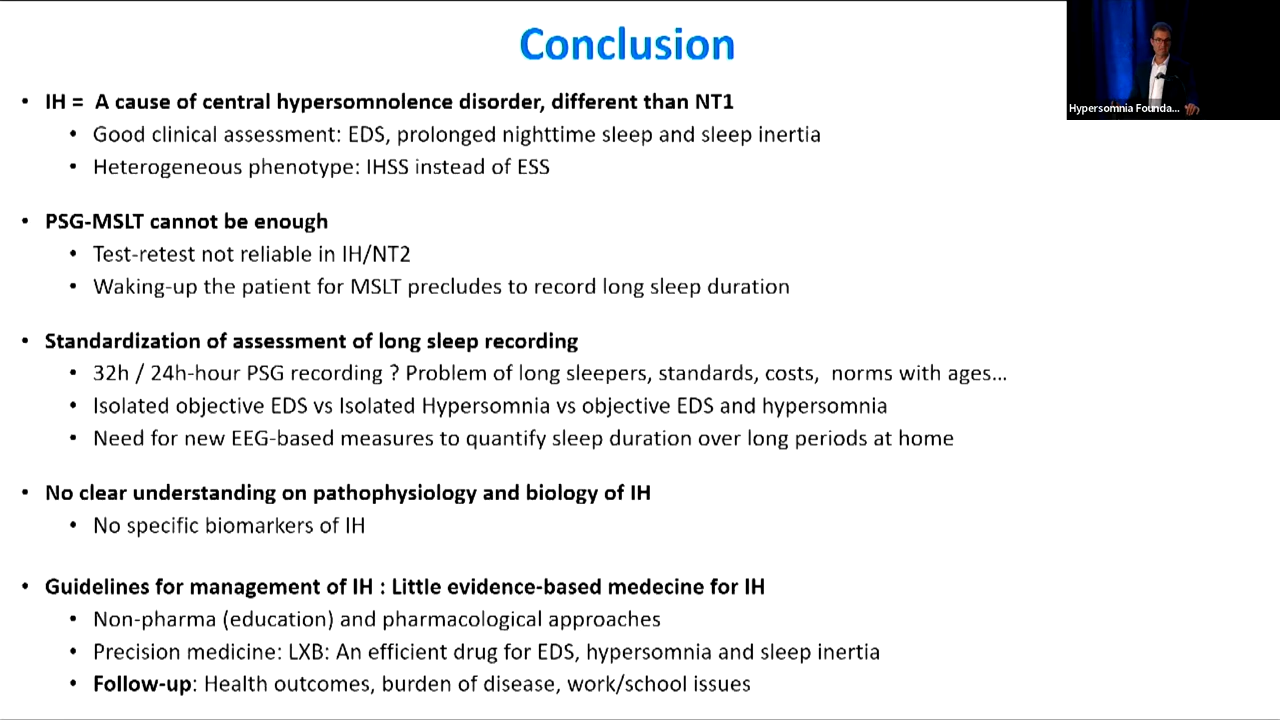 Conclusion
Hypersomnia Founda...
• IH = A cause of central hypersomnolence disorder, different than NT1
• Good clinical assessment: EDS, prolonged nighttime sleep and sleep inertia
• Heterogeneous phenotype: IHSS instead of ESS
• PSG-MSLT cannot be enough
• Test-retest not reliable in IH/NT2
• Waking-up the patient for MSLT precludes to record long sleep duration
• Standardization of assessment of long sleep recording
• 32h / 24h-hour PSG recording ? Problem of long sleepers, standards, costs, norms with ages...
• Isolated objective EDS vs Isolated Hypersomnia vs objective EDS and hypersomnia
• Need for new EEG-based measures to quantify sleep duration over long periods at home
• No clear understanding on pathophysiology and biology of IH
• No specific biomarkers of IH
• Guidelines for management of IH : Little evidence-based medecine for IH
• Non-pharma (education) and pharmacological approaches
• Precision medicine: LXB: An efficient drug for EDS, hypersomnia and sleep inertia
• Follow-up: Health outcomes, burden of disease, work/school issues